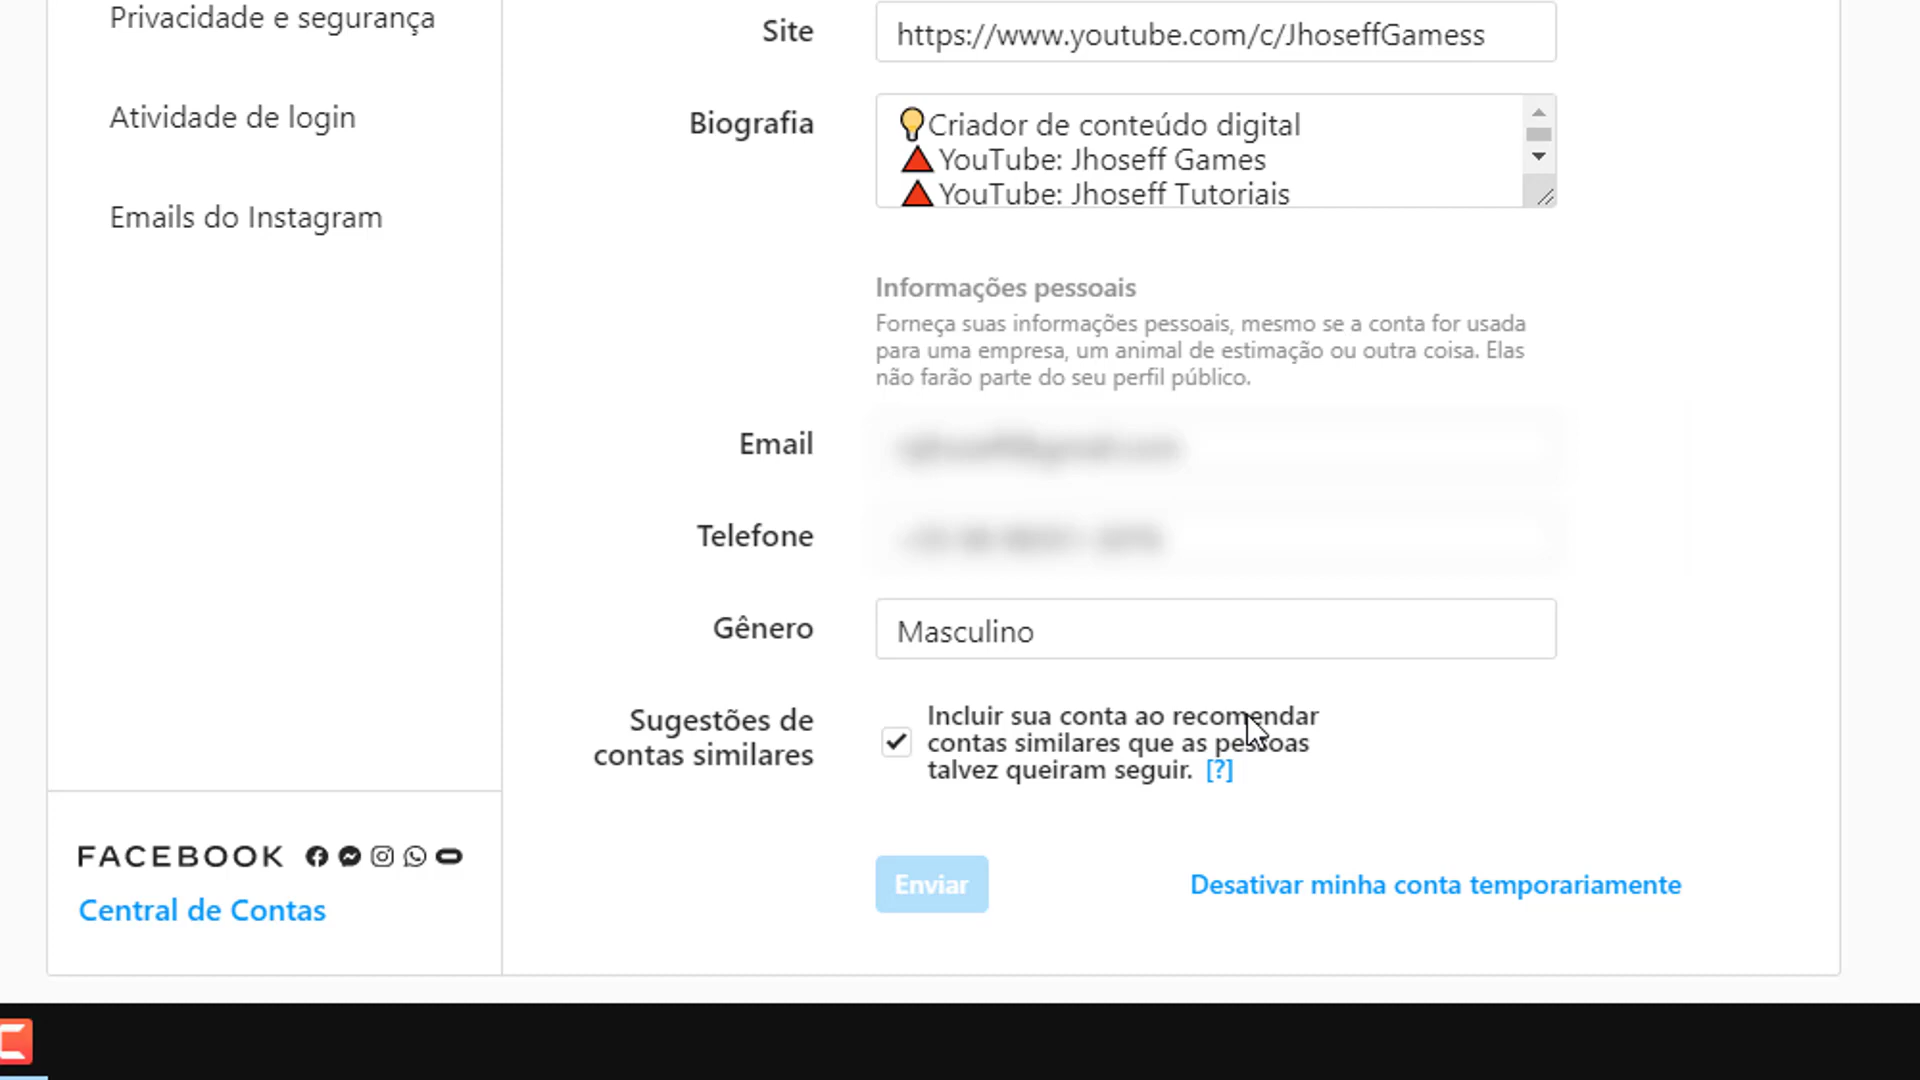 Privacidade e segurança
Atividade de login
Emails do Instagram
FACEBOOK
Central de Contas
Site
https://www.youtube.com/c/JhoseffGamess
Biografia
💡Criador de conteúdo digital
🔺YouTube: Jhoseff Games
🔺YouTube: Jhoseff Tutoriais
Informações pessoais
Forneça suas informações pessoais, mesmo se a conta for usada
para uma empresa, um animal de estimação ou outra coisa. Elas
não farão parte do seu perfil público.
Email
Telefone
Gênero
Masculino
Sugestões de
contas similares
Incluir sua conta ao recomendar
contas similares que as pessoas
talvez queiram seguir. [?]
Enviar
Desativar minha conta temporariamente